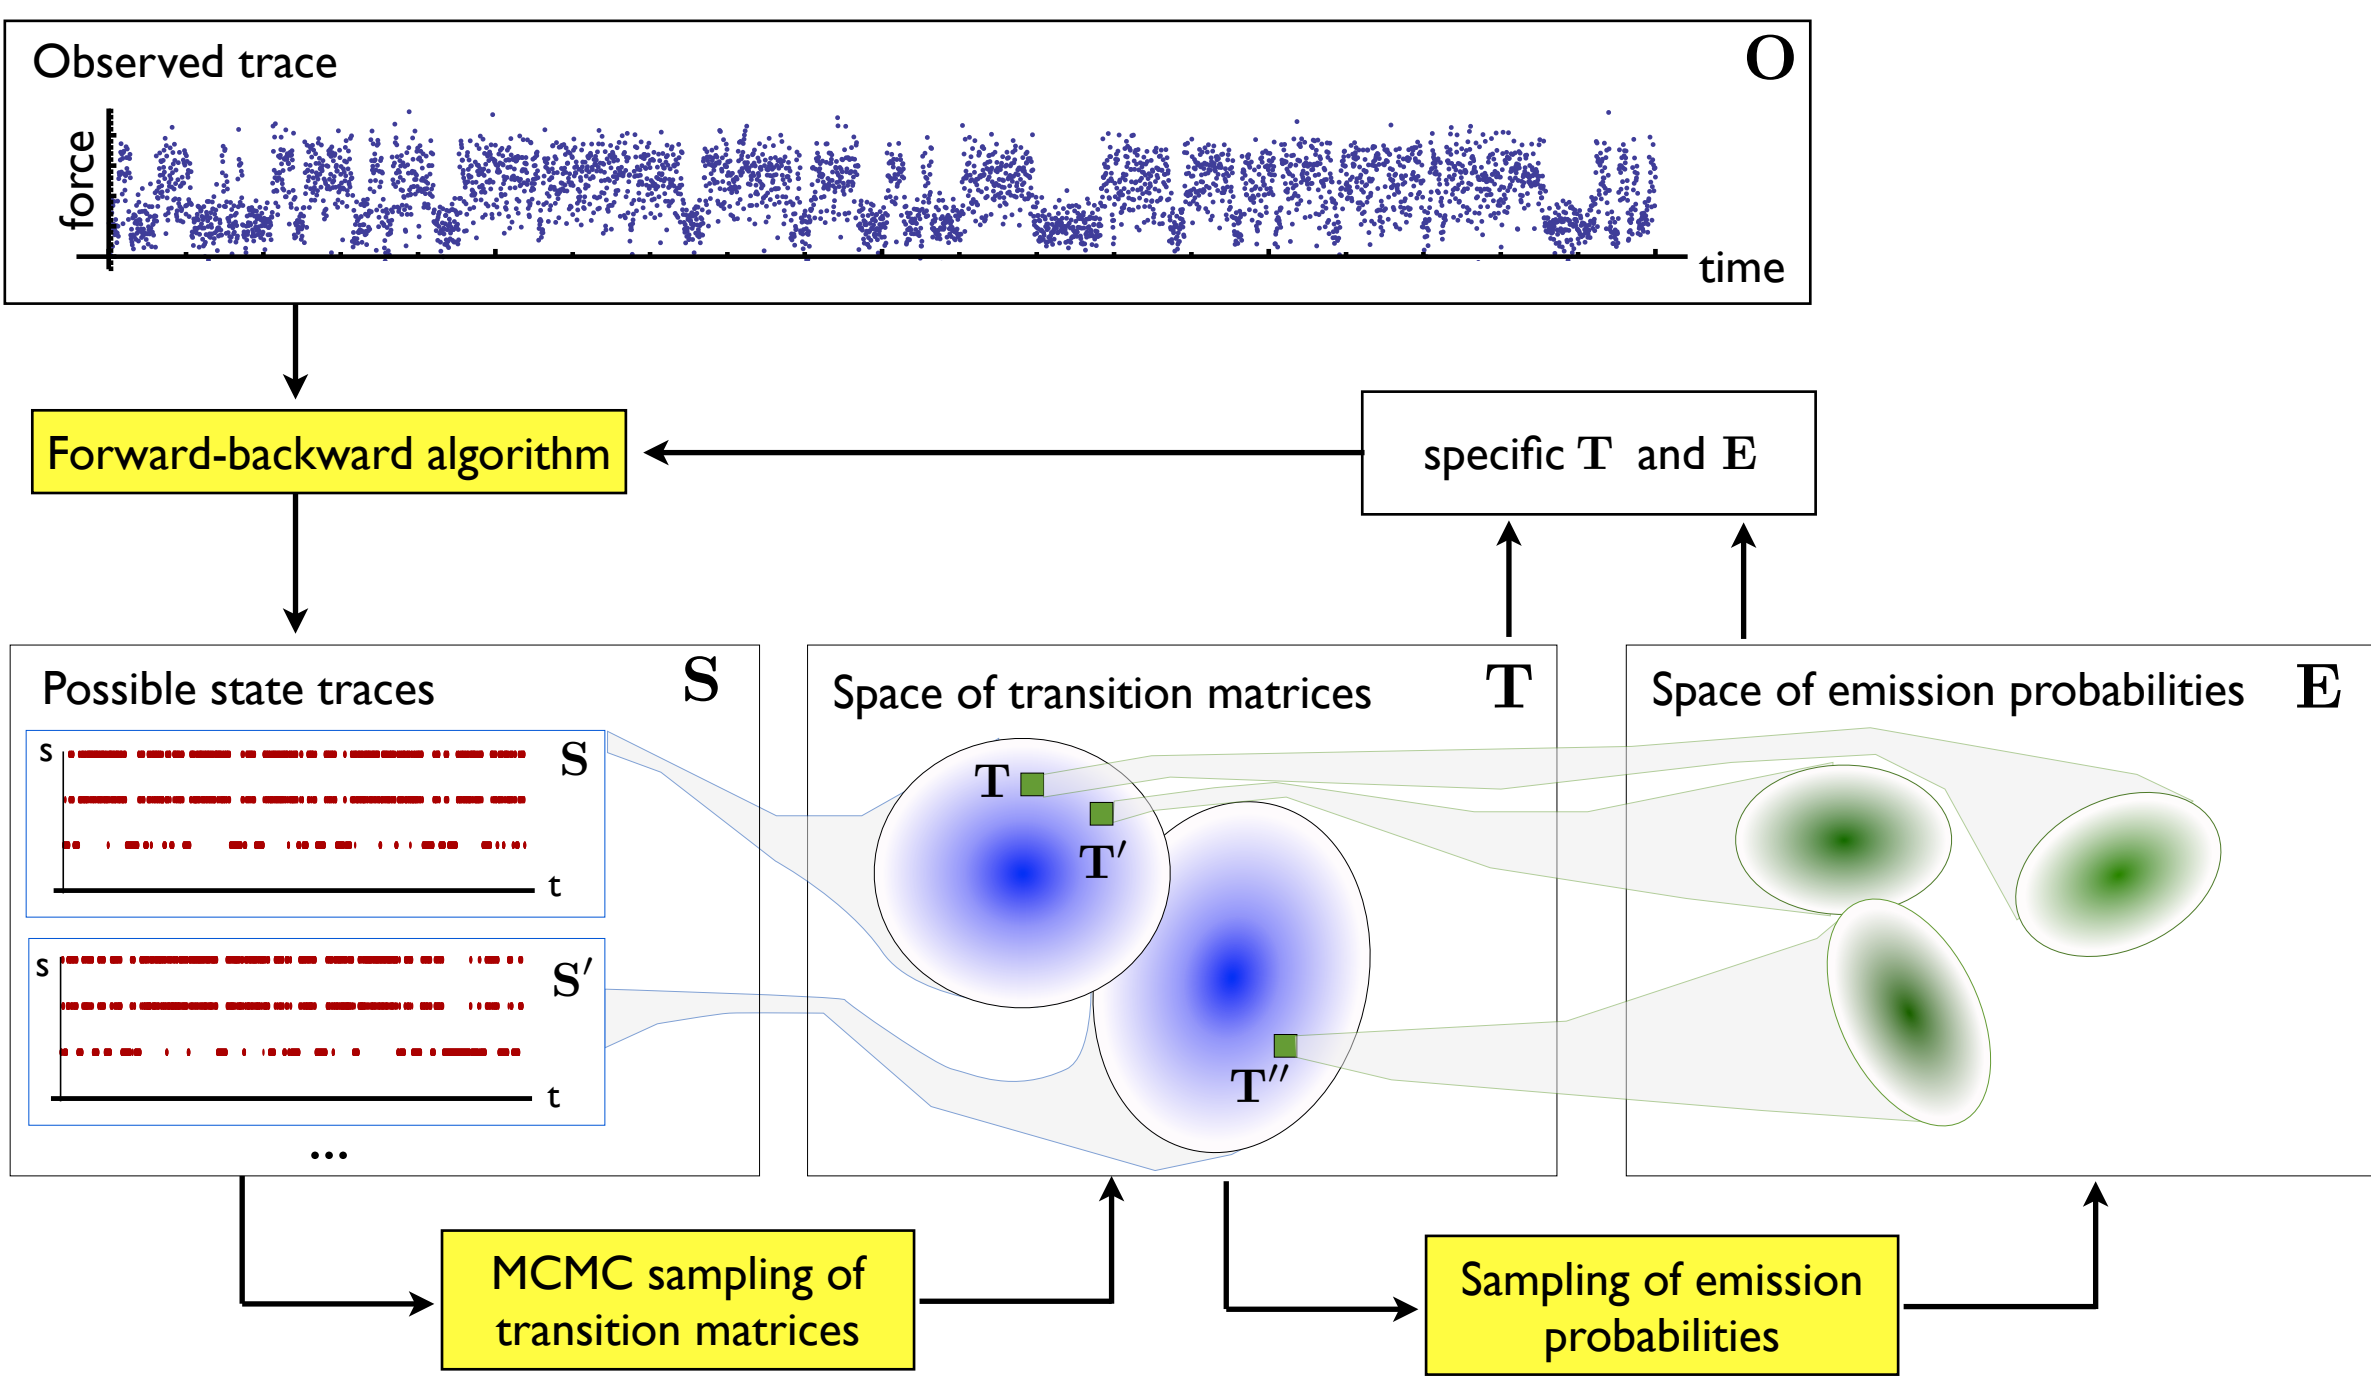 Observed trace
O
force
time
Forward-backward algorithm
specific T and E
Possible state traces
S
s
S
t
s
S′
t
...
Space of transition matrices
T
T
T′
T″
Space of emission probabilities
E
MCMC sampling of
transition matrices
Sampling of emission
probabilities